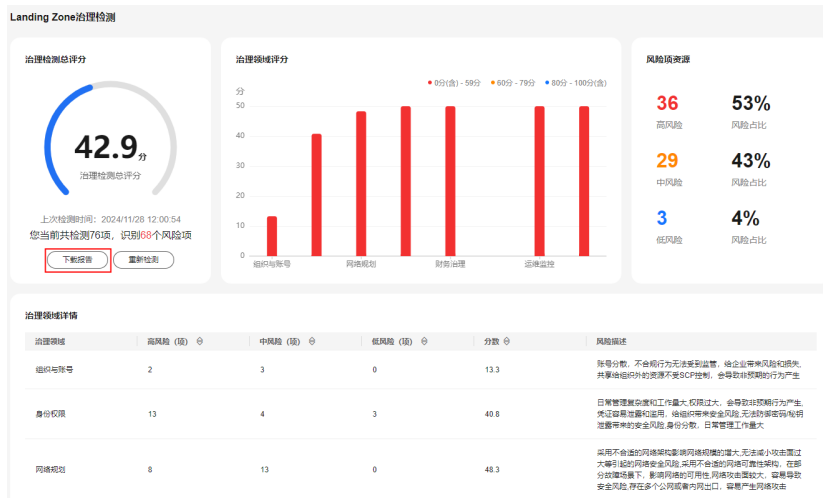 Landing Zone治理检测
治理检测总评分
42.9分
治理检测总评分
上次检测时间：2024/11/28 12:00:54
您当前共检测76项，识别68个风险项
下载报告
重新检测
治理领域评分
0分(含) - 59分
60分 - 79分
80分 - 100分(含)
分
50
40
30
20
10
0
组织与账号
网络规划
财务治理
运维监控
风险项资源
36 53%
高风险 风险占比
29 43%
中风险 风险占比
3 4%
低风险 风险占比
治理领域详情
治理领域 高风险（项） 中风险（项） 低风险（项） 分数 风险描述
组织与账号 2 3 0 13.3
账号分散，不合规行为无法受到监管，给企业带来风险和损失,
共享给组织外的资源不受SCP控制，会导致非预期的行为产生
身份权限 13 4 3 40.8
日常管理复杂度和工作量大,权限过大，会导致非预期行为产生,
凭证容易泄露和滥用，给组织带来安全风险,无法防御密码/秘钥
泄露带来的安全风险,身份分散，日常管理工作量大
网络规划 8 13 0 48.3
采用不合适的网络架构影响网络规模的增大,无法减小攻击面过
大等引起的网络安全风险,采用不合适的网络可靠性架构，在部
分故障场景下，影响网络的可用性,网络攻击面较大，容易导致
安全风险,存在多个公网或者内网出口，容易产生网络攻击